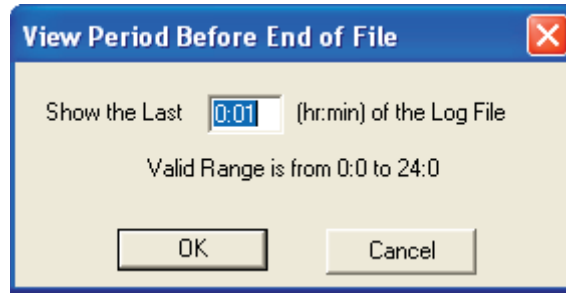 View Period Before End of File
Show the Last 0:01 (hr:min) of the Log File
Valid Range is from 0:0 to 24:0
OK Cancel